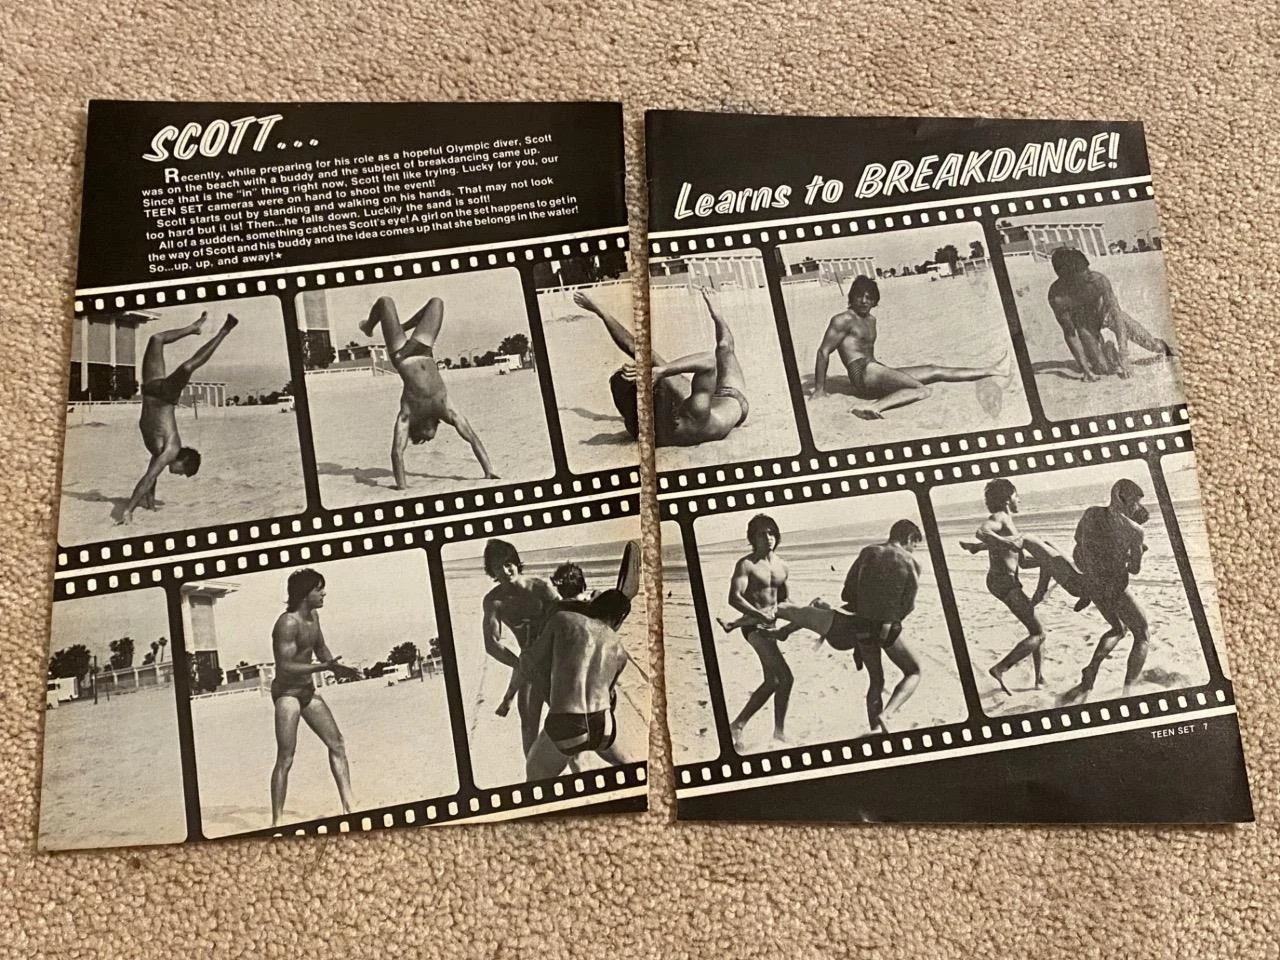 SCOTT...
Recently, while preparing for his role as a hopeful Olympic diver, Scott
was on the beach with a buddy and the subject of breakdancing came up.
Since that is the "in" thing right now, Scott felt like trying. Lucky for you, our
TEEN SET cameras were on hand to shoot the event!
Scott starts out by standing and walking on his hands. That may not look
too hard but it is! Then...he falls down. Luckily the sand is soft!
All of a sudden, something catches Scott's eye! A girl on the set happens to get in
the way of Scott and his buddy and the idea comes up that she belongs in the water!
So...up, up, and away!★
Learns to BREAKDANCE!
TEEN SET 7